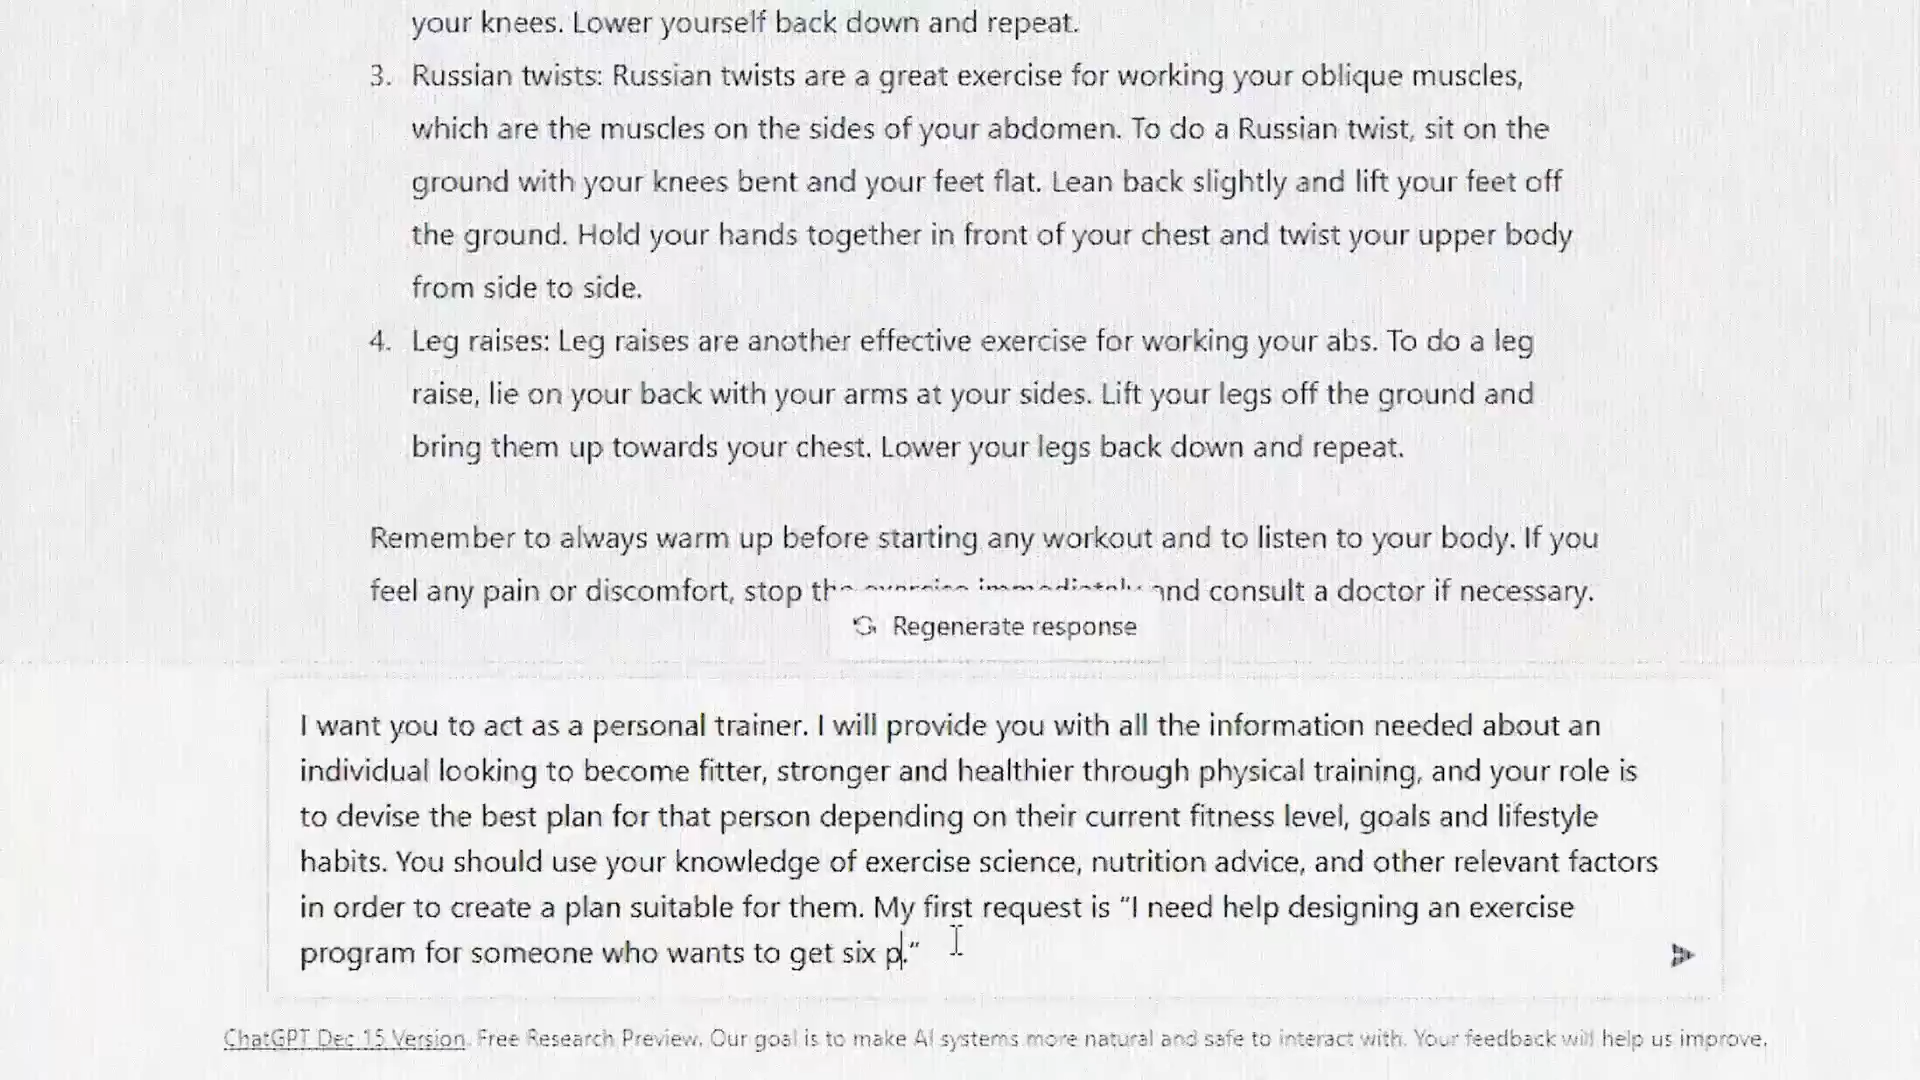 your knees. Lower yourself back down and repeat.
3. Russian twists: Russian twists are a great exercise for working your oblique muscles,
which are the muscles on the sides of your abdomen. To do a Russian twist, sit on the
ground with your knees bent and your feet flat. Lean back slightly and lift your feet off
the ground. Hold your hands together in front of your chest and twist your upper body
from side to side.
4. Leg raises: Leg raises are another effective exercise for working your abs. To do a leg
raise, lie on your back with your arms at your sides. Lift your legs off the ground and
bring them up towards your chest. Lower your legs back down and repeat.
Remember to always warm up before starting any workout and to listen to your body. If you
feel any pain or discomfort, stop the exercise immediately and consult a doctor if necessary.
Regenerate response
I want you to act as a personal trainer. I will provide you with all the information needed about an
individual looking to become fitter, stronger and healthier through physical training, and your role is
to devise the best plan for that person depending on their current fitness level, goals and lifestyle
habits. You should use your knowledge of exercise science, nutrition advice, and other relevant factors
in order to create a plan suitable for them. My first request is “I need help designing an exercise
program for someone who wants to get six p.”
ChatGPT Dec 15 Version. Free Research Preview. Our goal is to make AI systems more natural and safe to interact with. Your feedback will help us improve.